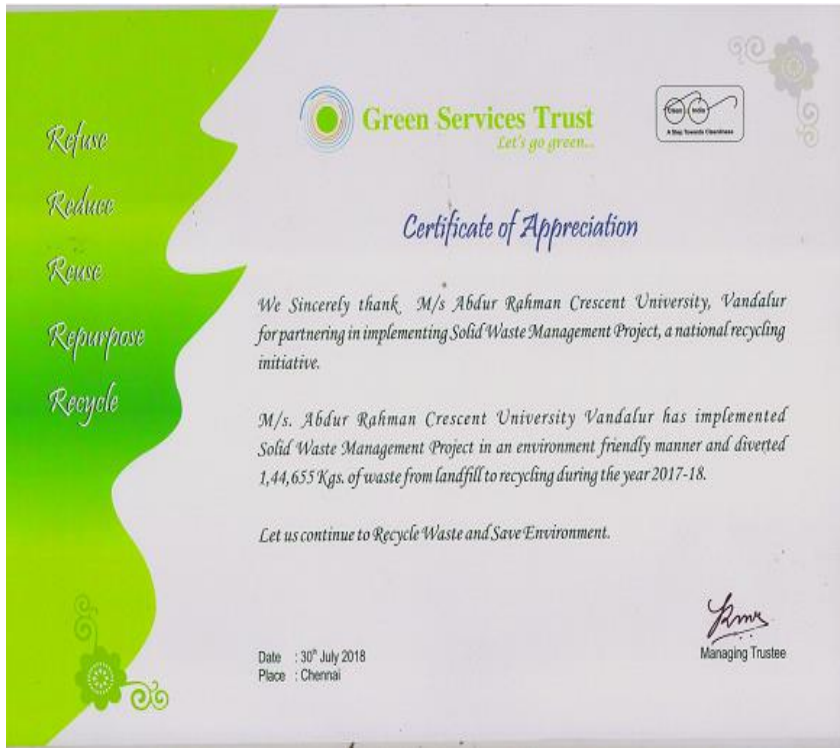 Refuse
Reduce
Reuse
Repurpose
Recycle
Green Services Trust
Let's go green...
Clean India
A Step Towards Cleanliness
Certificate of Appreciation
We Sincerely thank M/s Abdur Rahman Crescent University, Vandalur
for partnering in implementing Solid Waste Management Project, a national recycling
initiative.
M/s. Abdur Rahman Crescent University Vandalur has implemented
Solid Waste Management Project in an environment friendly manner and diverted
1,44,655 Kgs. of waste from landfill to recycling during the year 2017-18.
Let us continue to Recycle Waste and Save Environment.
Managing Trustee
Date : 30th July 2018
Place : Chennai